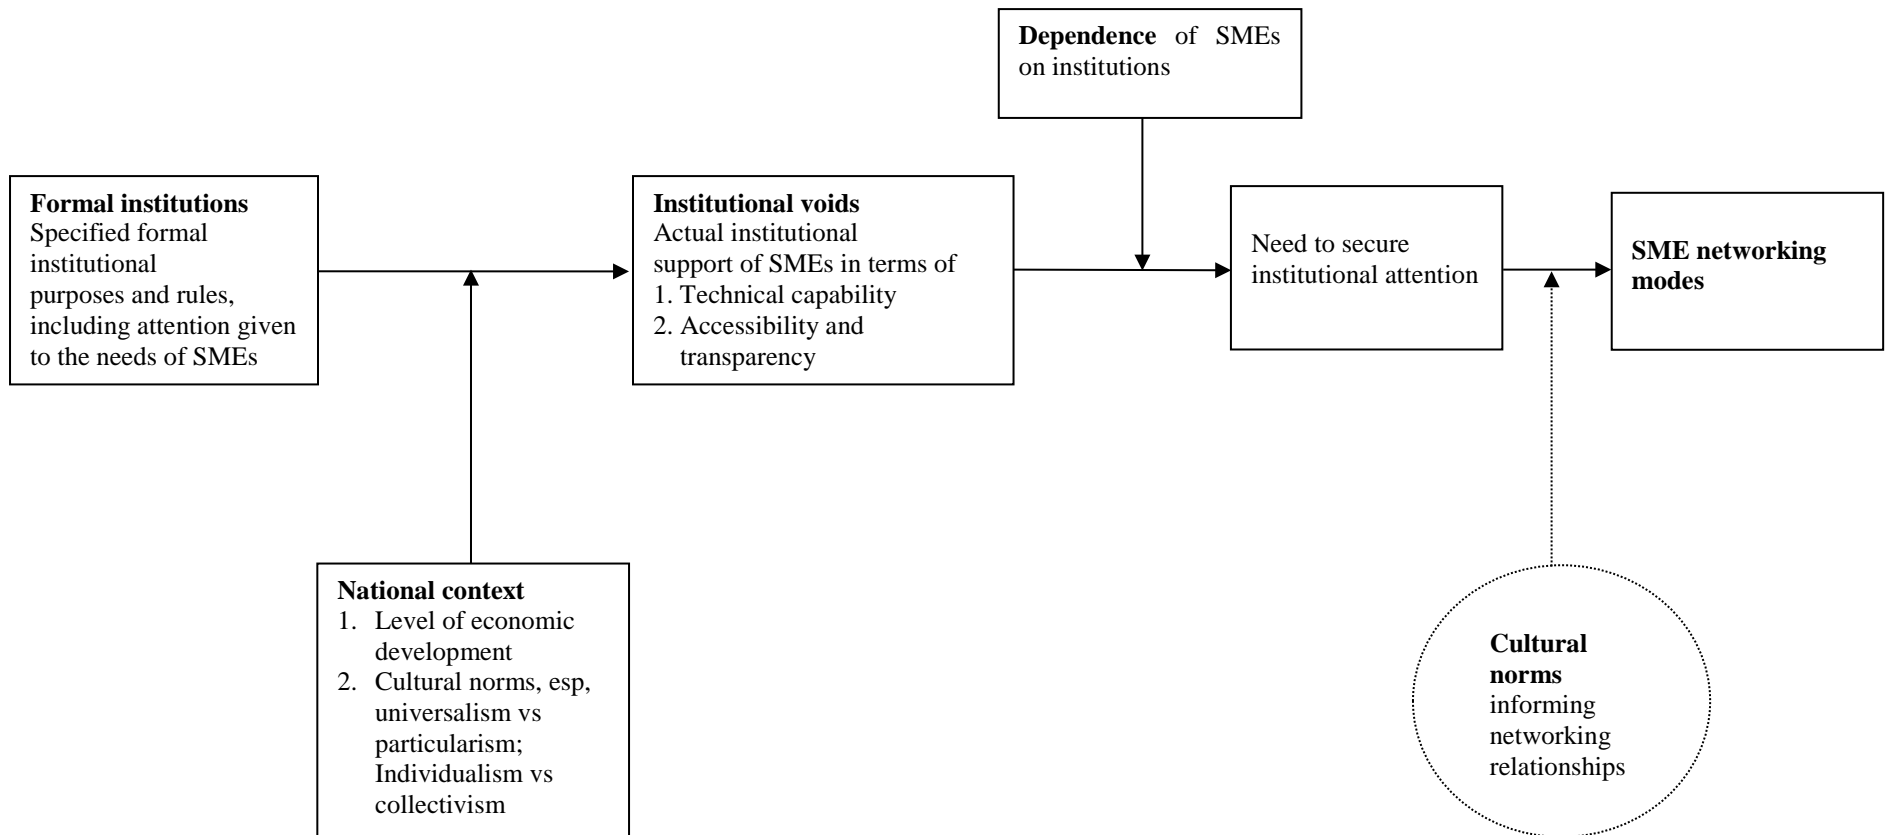 Dependence of SMEs
on institutions
Formal institutions
Specified formal
institutional
purposes and rules,
including attention given
to the needs of SMEs
Institutional voids
Actual institutional
support of SMEs in terms of
1. Technical capability
2. Accessibility and
transparency
Need to secure
institutional attention
SME networking
modes
National context
1. Level of economic
development
2. Cultural norms, esp,
universalism vs
particularism;
Individualism vs
collectivism
Cultural
norms
informing
networking
relationships